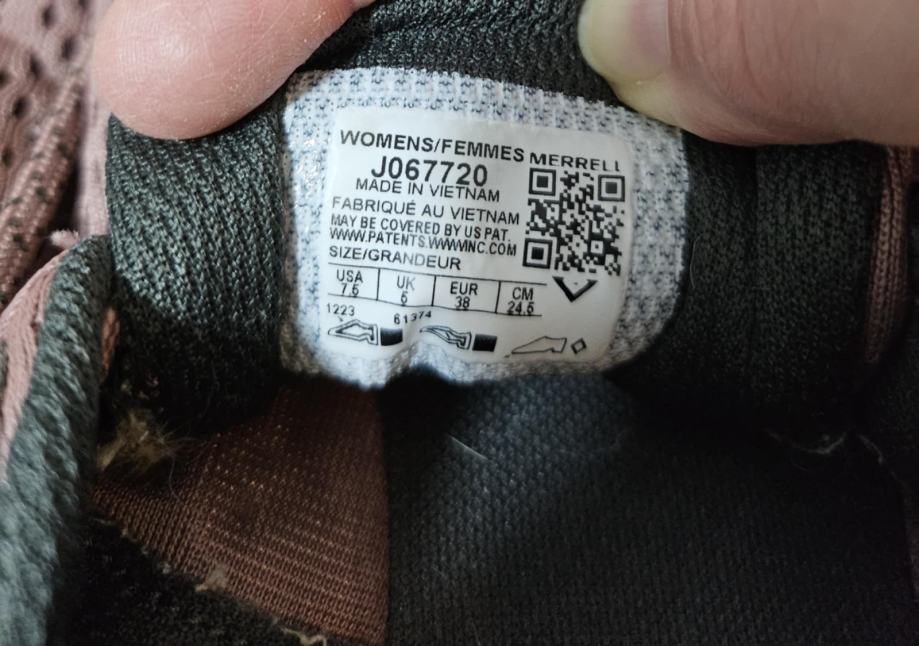 WOMENS/FEMMES MERRELL
J067720
MADE IN VIETNAM
FABRIQUÉ AU VIETNAM
MAY BE COVERED BY US PAT.
WWW.PATENTS.WWWINC.COM
SIZE/GRANDEUR
USA UK EUR CM
7.5 5 38 24.5
1223 61374